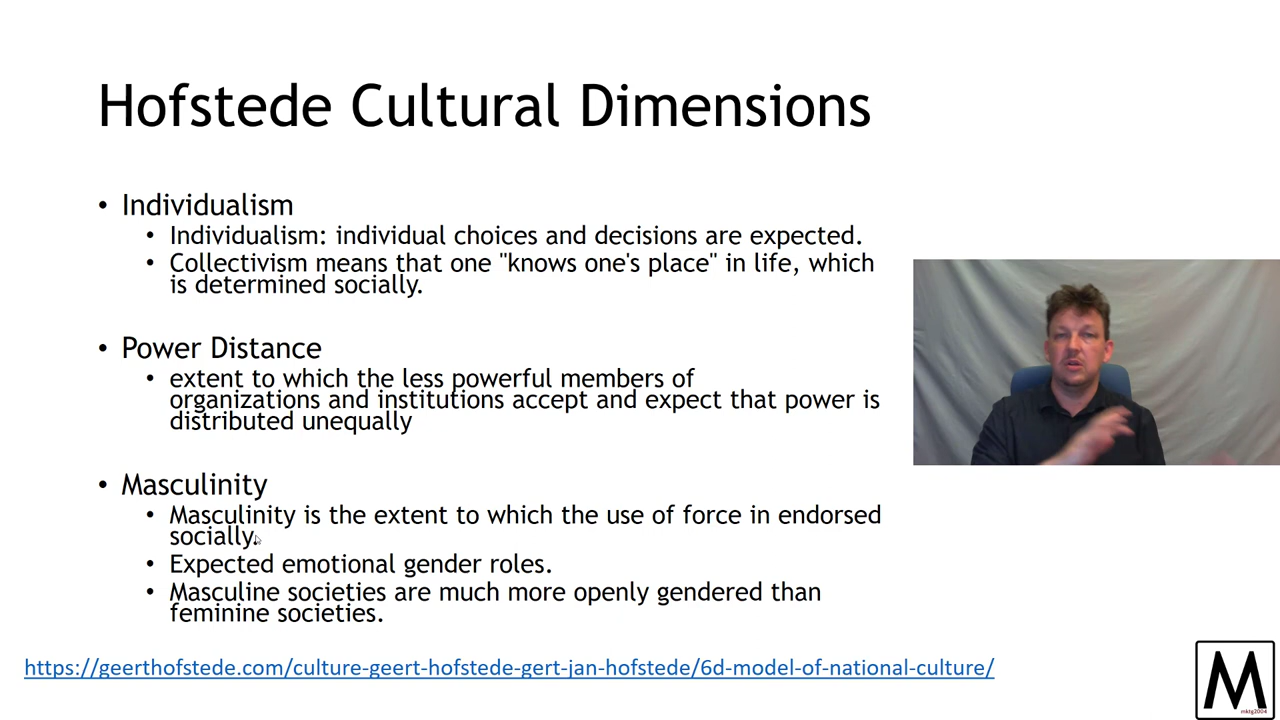 Hofstede Cultural Dimensions
• Individualism
• Individualism: individual choices and decisions are expected.
• Collectivism means that one "knows one's place" in life, which
is determined socially.
• Power Distance
• extent to which the less powerful members of
organizations and institutions accept and expect that power is
distributed unequally
• Masculinity
• Masculinity is the extent to which the use of force in endorsed
socially.
• Expected emotional gender roles.
• Masculine societies are much more openly gendered than
feminine societies.
https://geerthofstede.com/culture-geert-hofstede-gert-jan-hofstede/6d-model-of-national-culture/
M
mktg2004